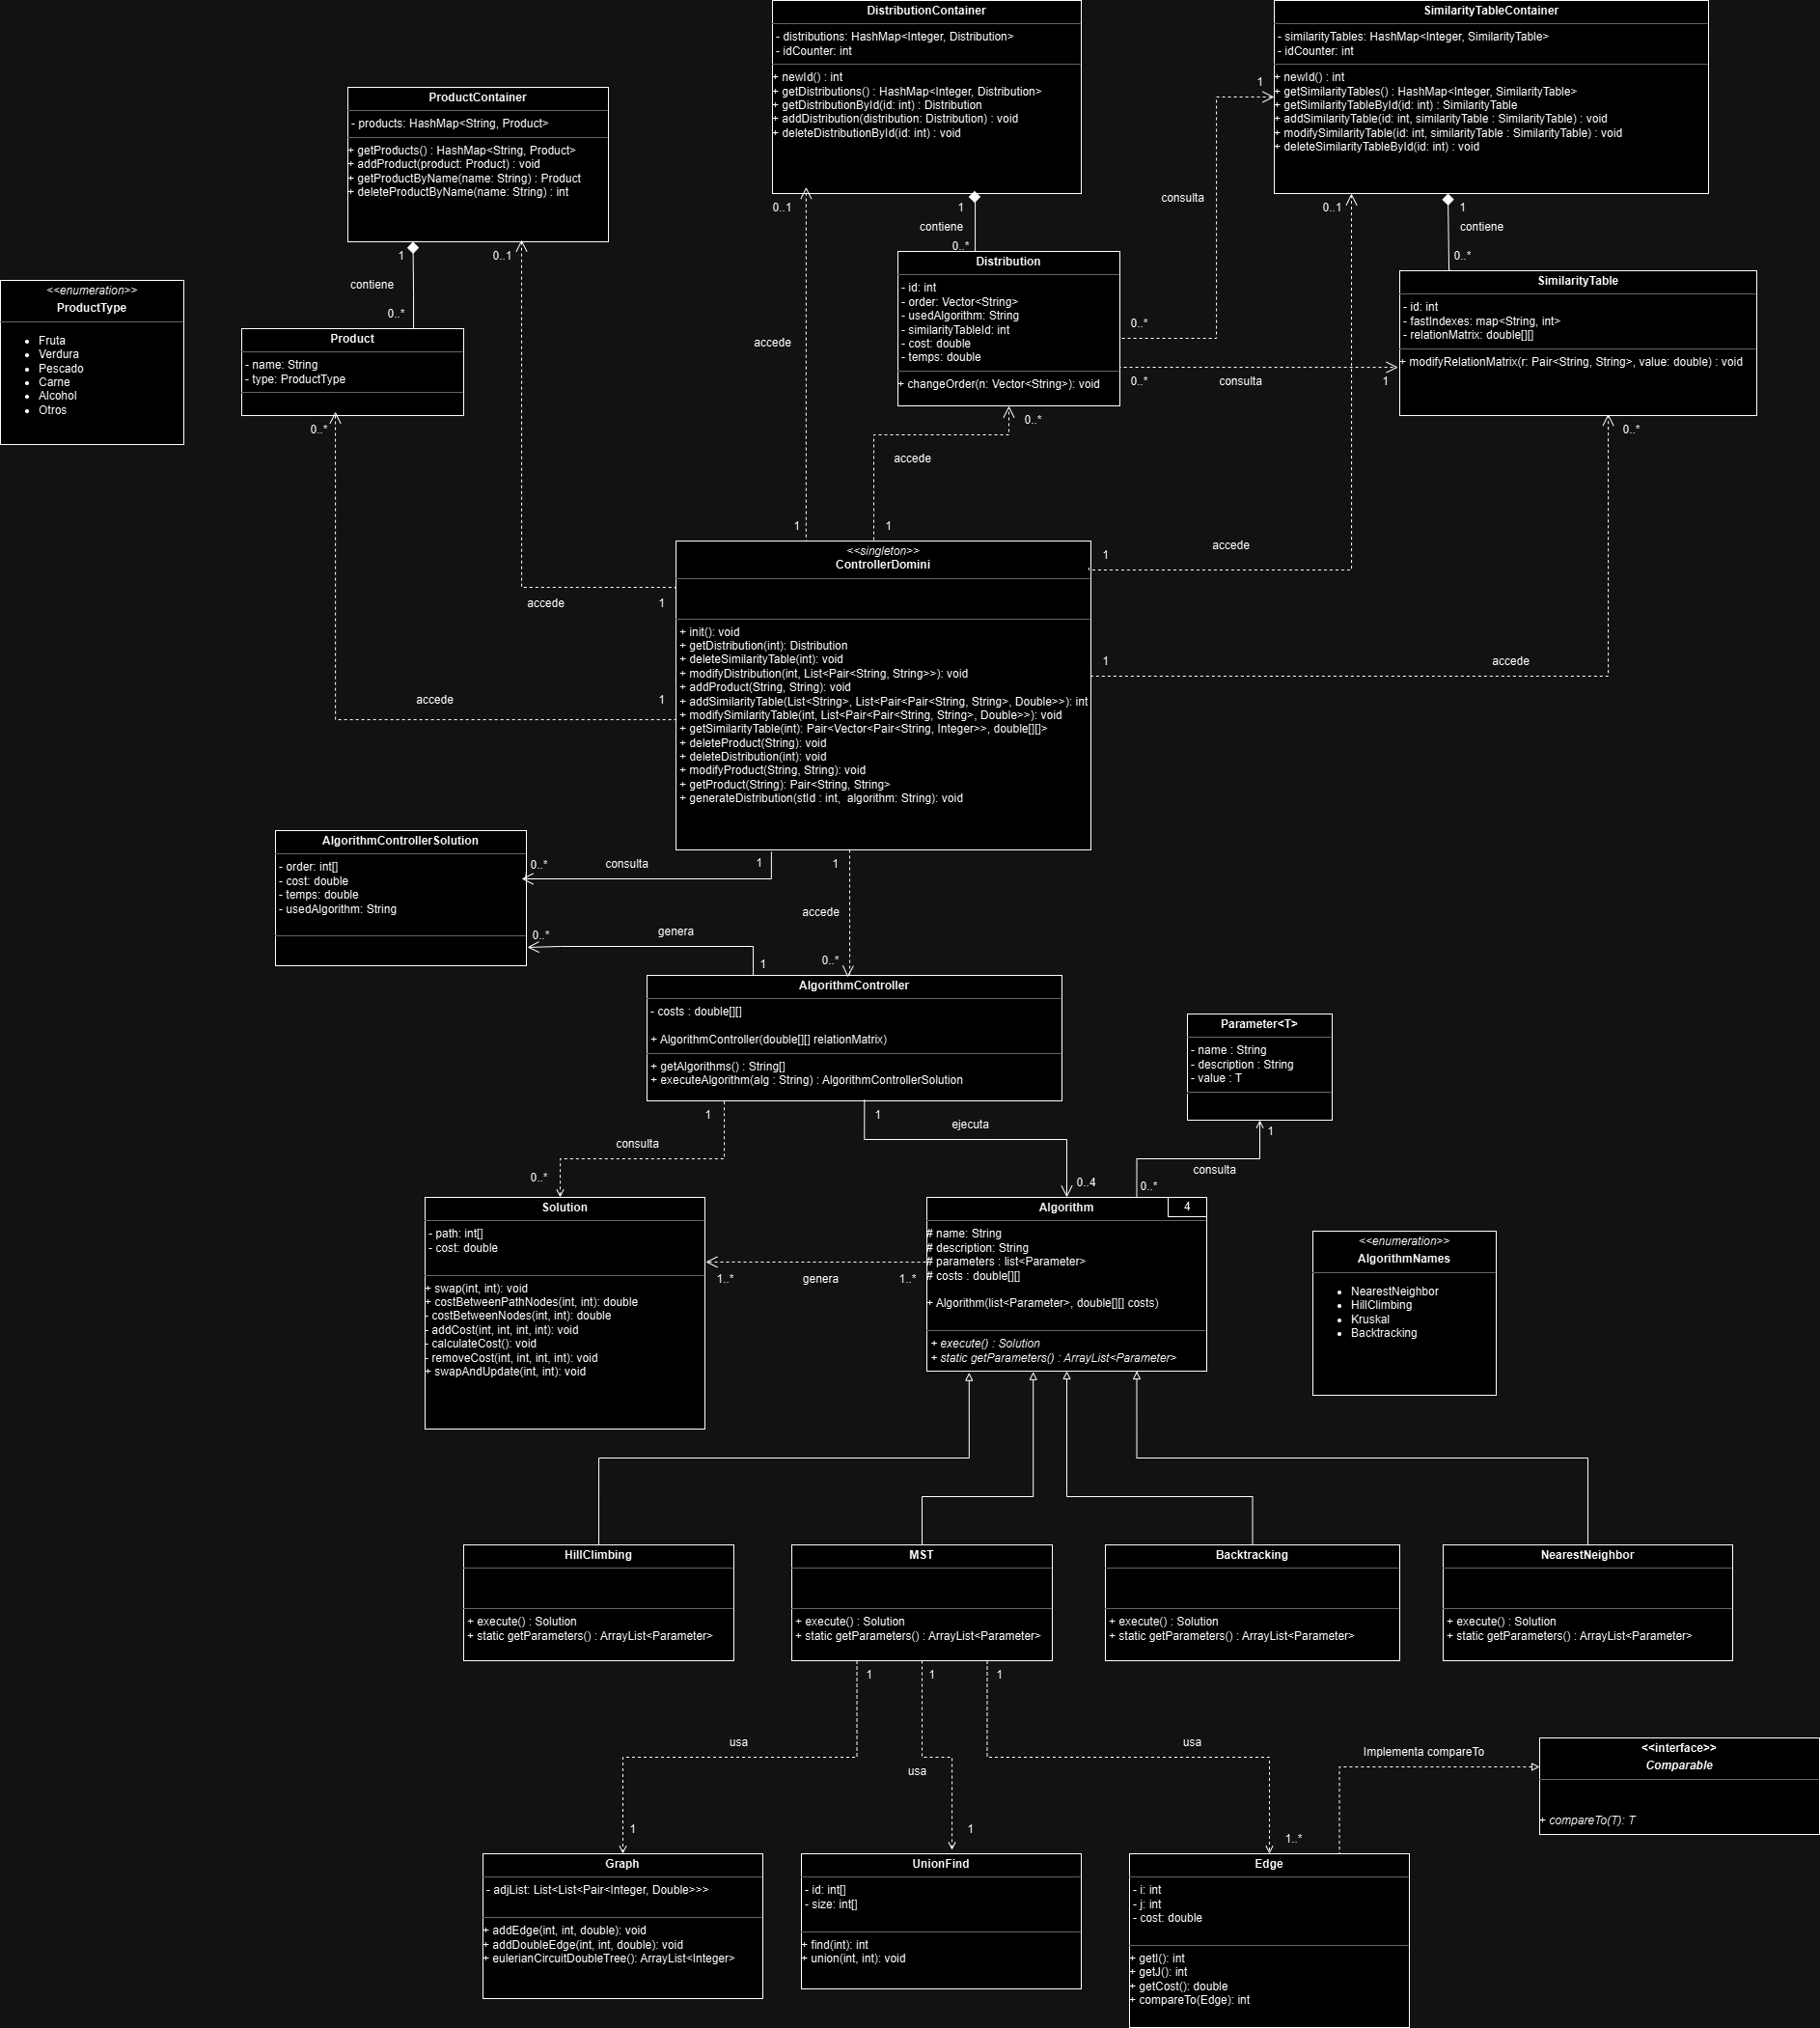 DistributionContainer
- distributions: HashMap<Integer, Distribution>
- idCounter: int
+ newId() : int
+ getDistributions() : HashMap<Integer, Distribution>
+ getDistributionById(id: int) : Distribution
+ addDistribution(distribution: Distribution) : void
+ deleteDistributionById(id: int) : void
SimilarityTableContainer
- similarityTables: HashMap<Integer, SimilarityTable>
- idCounter: int
+ newId() : int
+ getSimilarityTables() : HashMap<Integer, SimilarityTable>
+ getSimilarityTableById(id: int) : SimilarityTable
+ addSimilarityTable(id: int, similarityTable : SimilarityTable) : void
+ modifySimilarityTable(id: int, similarityTable : SimilarityTable) : void
+ deleteSimilarityTableById(id: int) : void
ProductContainer
- products: HashMap<String, Product>
+ getProducts() : HashMap<String, Product>
+ addProduct(product: Product) : void
+ getProductByName(name: String) : Product
+ deleteProductByName(name: String) : int
1
consulta
0..1
1
contiene
0..*
0..1
1
contiene
0..*
1
0..1
contiene
0..*
<<enumeration>>
ProductType
Fruta
Verdura
Pescado
Carne
Alcohol
Otros
Product
- name: String
- type: ProductType
0..*
Distribution
- id: int
- order: Vector<String>
- usedAlgorithm: String
- similarityTableId: int
- cost: double
- temps: double
+ changeOrder(n: Vector<String>): void
0..*
0..*
consulta
1
SimilarityTable
- id: int
- fastIndexes: map<String, int>
- relationMatrix: double[][]
+ modifyRelationMatrix(r: Pair<String, String>, value: double) : void
accede
0..*
accede
0..*
1
1
<<singleton>>
ControllerDomini
+ init(): void
+ getDistribution(int): Distribution
+ deleteSimilarityTable(int): void
+ modifyDistribution(int, List<Pair<String, String>>): void
+ addProduct(String, String): void
+ addSimilarityTable(List<String>, List<Pair<Pair<String, String>, Double>>): int
+ modifySimilarityTable(int, List<Pair<Pair<String, String>, Double>>): void
+ getSimilarityTable(int): Pair<Vector<Pair<String, Integer>>, double[][]>
+ deleteProduct(String): void
+ deleteDistribution(int): void
+ modifyProduct(String, String): void
+ getProduct(String): Pair<String, String>
+ generateDistribution(stId : int,  algorithm: String): void
1
accede
accede
1
1
accede
accede
1
AlgorithmControllerSolution
- order: int[]
- cost: double
- temps: double
- usedAlgorithm: String
0..*
consulta
1
1
accede
0..*
genera
1
0..*
AlgorithmController
- costs : double[][]
+ AlgorithmController(double[][] relationMatrix)
+ getAlgorithms() : String[]
+ executeAlgorithm(alg : String) : AlgorithmControllerSolution
Parameter<T>
- name : String
- description : String
- value : T
1
consulta
0..*
1
ejecuta
0..4
1
consulta
0..*
Solution
- path: int[]
- cost: double
+ swap(int, int): void
+ costBetweenPathNodes(int, int): double
- costBetweenNodes(int, int): double
- addCost(int, int, int, int): void
- calculateCost(): void
- removeCost(int, int, int, int): void
+ swapAndUpdate(int, int): void
1..*
genera
1..*
Algorithm
4
# name: String
# description: String
# parameters : list<Parameter>
# costs : double[][]
+ Algorithm(list<Parameter>, double[][] costs)
+ execute() : Solution
+ static getParameters() : ArrayList<Parameter>
<<enumeration>>
AlgorithmNames
NearestNeighbor
HillClimbing
Kruskal
Backtracking
HillClimbing
+ execute() : Solution
+ static getParameters() : ArrayList<Parameter>
MST
+ execute() : Solution
+ static getParameters() : ArrayList<Parameter>
Backtracking
+ execute() : Solution
+ static getParameters() : ArrayList<Parameter>
NearestNeighbor
+ execute() : Solution
+ static getParameters() : ArrayList<Parameter>
1
1
1
usa
usa
usa
1
1
1..*
Implementa compareTo
<<interface>>
Comparable
+ compareTo(T): T
Graph
- adjList: List<List<Pair<Integer, Double>>>
+ addEdge(int, int, double): void
+ addDoubleEdge(int, int, double): void
+ eulerianCircuitDoubleTree(): ArrayList<Integer>
UnionFind
- id: int[]
- size: int[]
+ find(int): int
+ union(int, int): void
Edge
- i: int
- j: int
- cost: double
+ getI(): int
+ getJ(): int
+ getCost(): double
+ compareTo(Edge): int